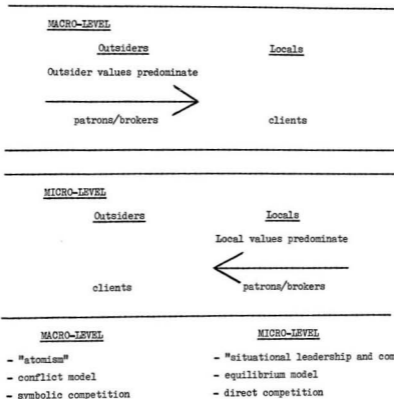 MACRO-LEVEL
Outsiders Locals
Outsider values predominate
patrons/brokers clients
MICRO-LEVEL
Outsiders Locals
Local values predominate
clients patrons/brokers
MACRO-LEVEL MICRO-LEVEL
- "atomism" - "situational leadership and com
- conflict model - equilibrium model
- symbolic competition - direct competition